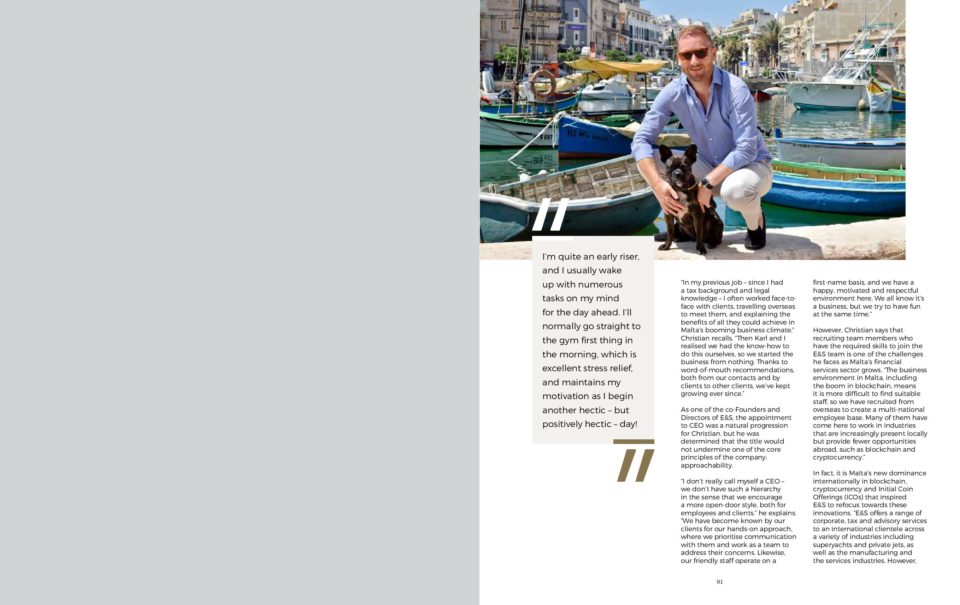 I'm quite an early riser,
and I usually wake
up with numerous
tasks on my mind
for the day ahead. I'll
normally go straight to
the gym first thing in
the morning, which is
excellent stress relief,
and maintains my
motivation as I begin
another hectic – but
positively hectic – day!
"In my previous job – since I had
a tax background and legal
knowledge – I often worked face-to-
face with clients, travelling overseas
to meet them, and explaining the
benefits of all they could achieve in
Malta's booming business climate,"
Christian recalls. "Then Karl and I
realised we had the know-how to
do this ourselves, so we started the
business from nothing. Thanks to
word-of-mouth recommendations,
both from our contacts and by
clients to other clients, we've kept
growing ever since."
As one of the co-Founders and
Directors of E&S, the appointment
to CEO was a natural progression
for Christian, but he was
determined that the title would
not undermine one of the core
principles of the company:
approachability.
"I don't really call myself a CEO –
we don't have such a hierarchy
in the sense that we encourage
a more open-door style, both for
employees and clients," he explains.
"We have become known by our
clients for our hands-on approach,
where we prioritise communication
with them and work as a team to
address their concerns. Likewise,
our friendly staff operate on a
first-name basis, and we have a
happy, motivated and respectful
environment here. We all know it's
a business, but we try to have fun
at the same time."
However, Christian says that
recruiting team members who
have the required skills to join the
E&S team is one of the challenges
he faces as Malta's financial
services sector grows. "The business
environment in Malta, including
the boom in blockchain, means
it is more difficult to find suitable
staff, so we have recruited from
overseas to create a multi-national
employee base. Many of them have
come here to work in industries
that are increasingly present locally
but provide fewer opportunities
abroad, such as blockchain and
cryptocurrency."
In fact, it is Malta's new dominance
internationally in blockchain,
cryptocurrency and Initial Coin
Offerings (ICOs) that inspired
E&S to refocus towards these
innovations. "E&S offers a range of
corporate, tax and advisory services
to an international clientele across
a variety of industries including
superyachts and private jets, as
well as the manufacturing and
the services industries. However,
91